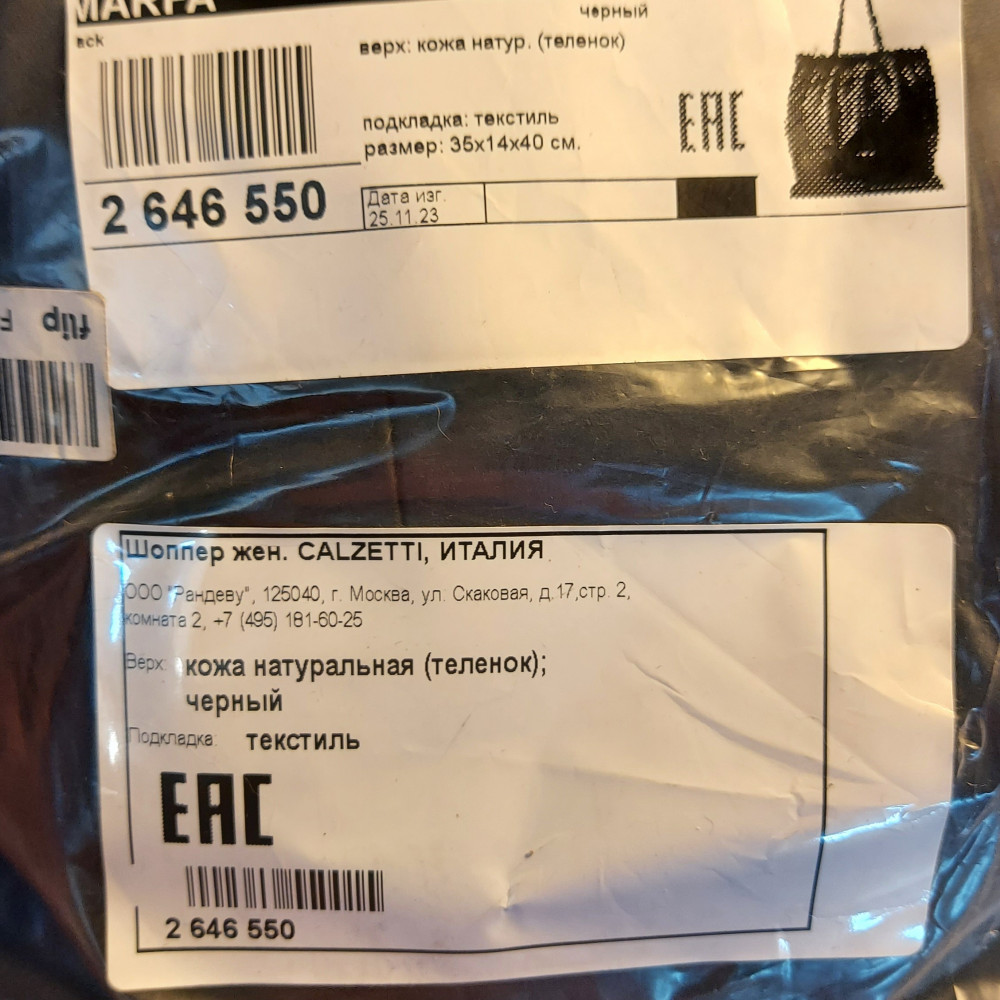 MARFA
черный
ack
верх: кожа натур. (теленок)
подкладка: текстиль
размер: 35x14x40 см.
EAC
2 646 550
Дата изг.
25.11.23
flip F
Шоппер жен. CALZETTI, ИТАЛИЯ
ООО "Рандеву", 125040, г. Москва, ул. Скаковая, д.17,стр. 2,
комната 2, +7 (495) 181-60-25
Верх: кожа натуральная (теленок);
черный
Подкладка: текстиль
EAC
2 646 550